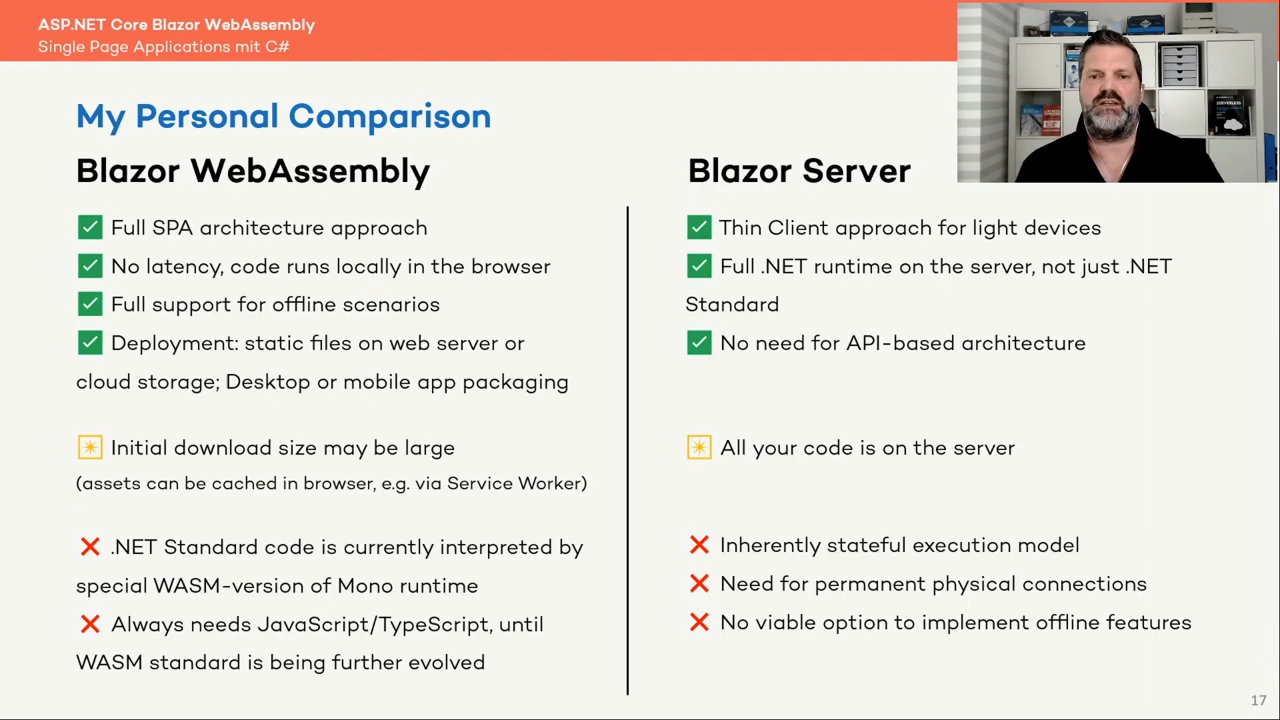 ASP.NET Core Blazor WebAssembly
Single Page Applications mit C#
My Personal Comparison
Blazor WebAssembly
Full SPA architecture approach
No latency, code runs locally in the browser
Full support for offline scenarios
Deployment: static files on web server or
cloud storage; Desktop or mobile app packaging
Initial download size may be large
(assets can be cached in browser, e.g. via Service Worker)
.NET Standard code is currently interpreted by
special WASM-version of Mono runtime
Always needs JavaScript/TypeScript, until
WASM standard is being further evolved
Blazor Server
Thin Client approach for light devices
Full .NET runtime on the server, not just .NET
Standard
No need for API-based architecture
All your code is on the server
Inherently stateful execution model
Need for permanent physical connections
No viable option to implement offline features
SERVERLESS
17